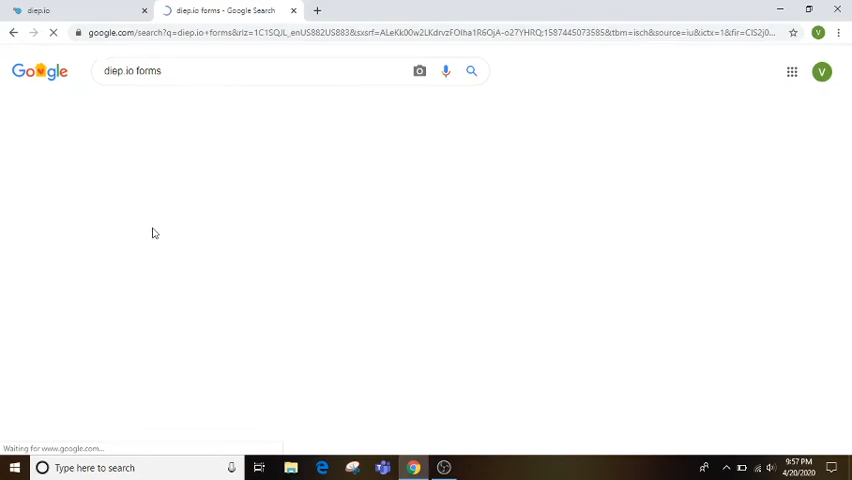 diep.io
diep.io forms - Google Search
google.com/search?q=diep.io+forms&rlz=1C1SQJL_enUS882US883&sxsrf=ALeKk00w2LKdrvzFOIha1R6OjA-o27YHRQ:1587445073585&tbm=isch&source=iu&ictx=1&fir=CIS2j0...
V
Google
diep.io forms
V
Waiting for www.google.com...
Type here to search
9:57 PM
4/20/2020